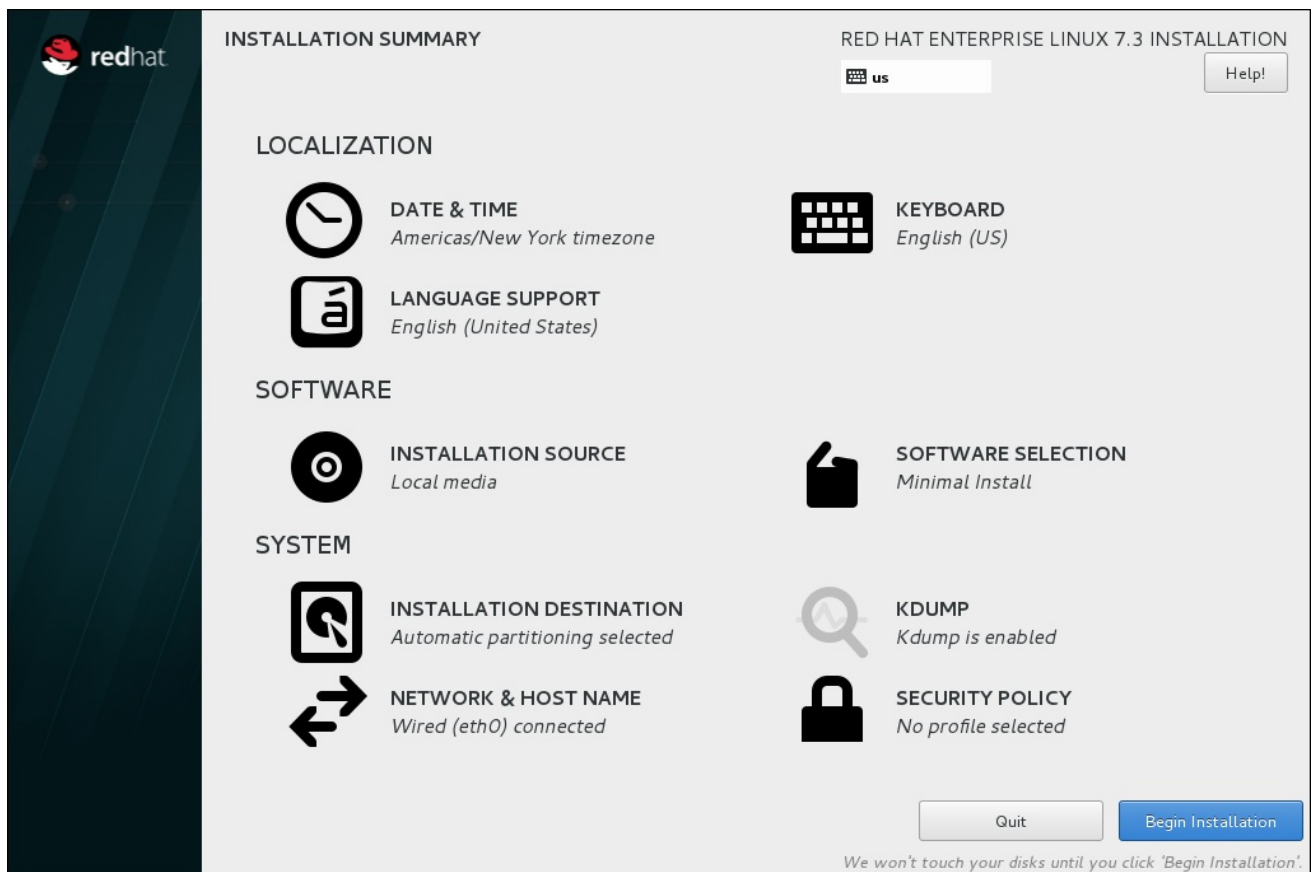 redhat
INSTALLATION SUMMARY
RED HAT ENTERPRISE LINUX 7.3 INSTALLATION
us
Help!
LOCALIZATION
DATE & TIME
Americas/New York timezone
KEYBOARD
English (US)
á
LANGUAGE SUPPORT
English (United States)
SOFTWARE
INSTALLATION SOURCE
Local media
SOFTWARE SELECTION
Minimal Install
SYSTEM
INSTALLATION DESTINATION
Automatic partitioning selected
KDUMP
Kdump is enabled
NETWORK & HOST NAME
Wired (eth0) connected
SECURITY POLICY
No profile selected
Quit
Begin Installation
We won't touch your disks until you click 'Begin Installation'.